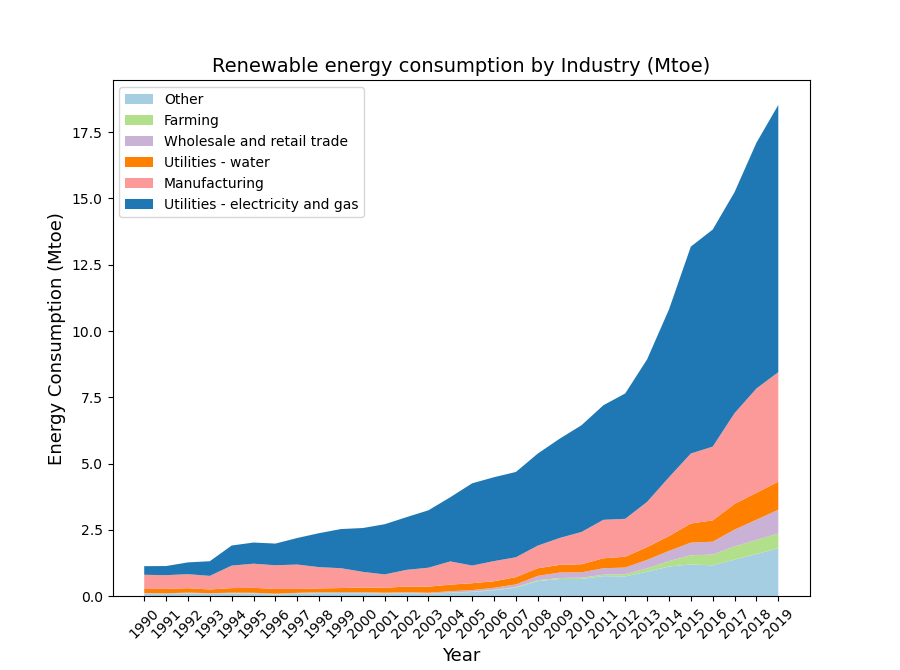 Renewable energy consumption by Industry (Mtoe)
Other
Farming
Wholesale and retail trade
Utilities - water
Manufacturing
Utilities - electricity and gas
Energy Consumption (Mtoe)
17.5
15.0
12.5
10.0
7.5
5.0
2.5
0.0
1990 1991 1992 1993 1994 1995 1996 1997 1998 1999 2000 2001 2002 2003 2004 2005 2006 2007 2008 2009 2010 2011 2012 2013 2014 2015 2016 2017 2018 2019
Year